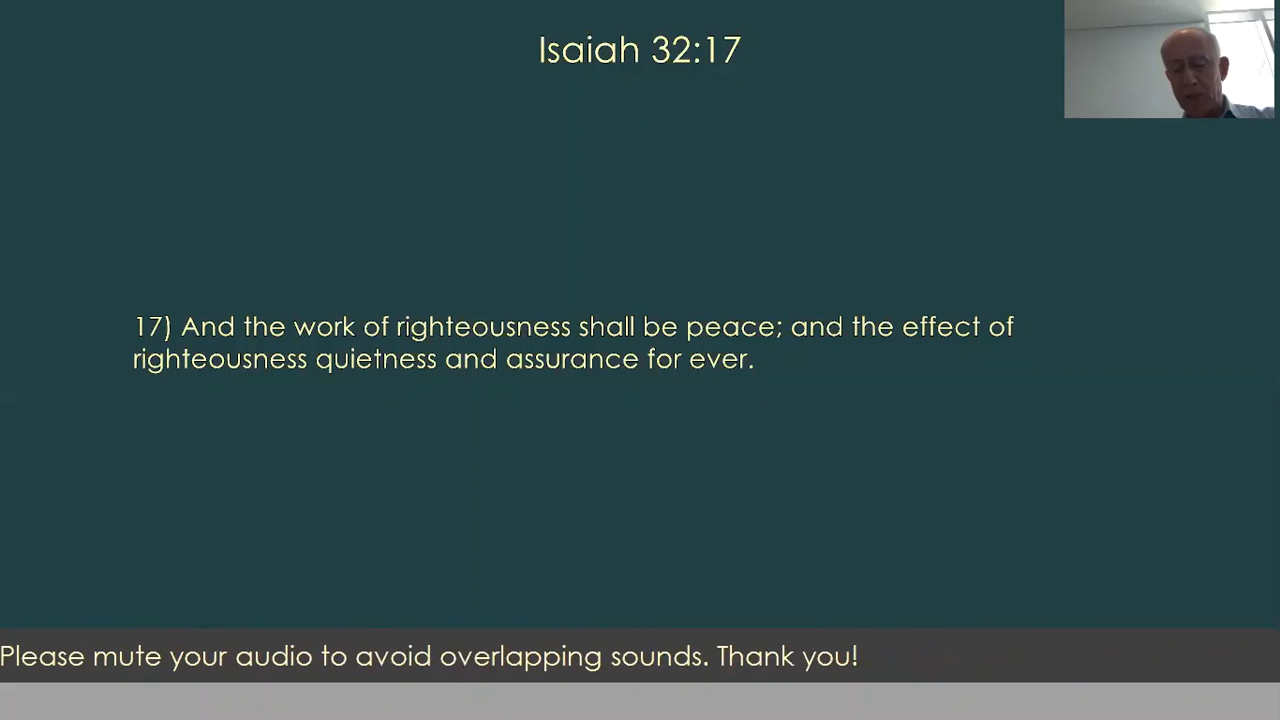 Isaiah 32:17
17) And the work of righteousness shall be peace; and the effect of
righteousness quietness and assurance for ever.
Please mute your audio to avoid overlapping sounds. Thank you!